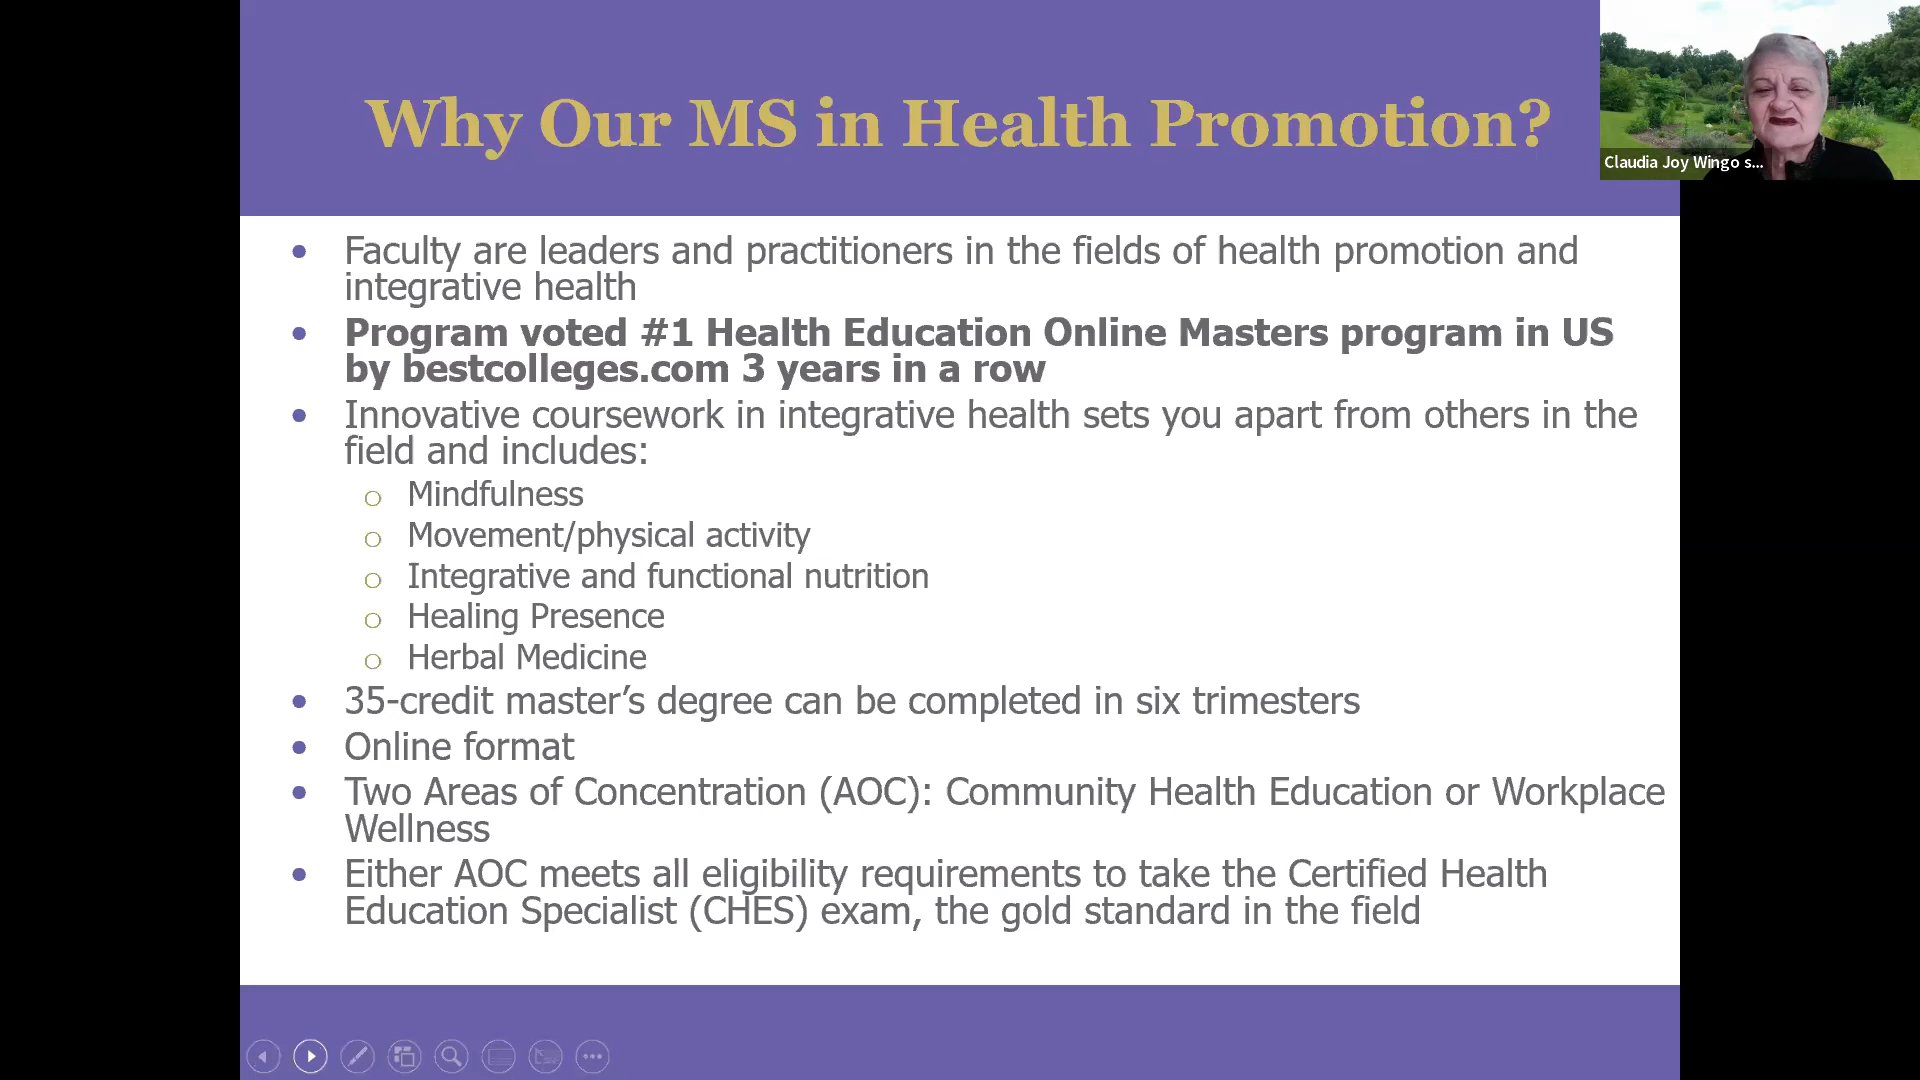 Why Our MS in Health Promotion?
Claudia Joy Wingo s...
• Faculty are leaders and practitioners in the fields of health promotion and
integrative health
• Program voted #1 Health Education Online Masters program in US
by bestcolleges.com 3 years in a row
• Innovative coursework in integrative health sets you apart from others in the
field and includes:
o Mindfulness
o Movement/physical activity
o Integrative and functional nutrition
o Healing Presence
o Herbal Medicine
• 35-credit master’s degree can be completed in six trimesters
• Online format
• Two Areas of Concentration (AOC): Community Health Education or Workplace
Wellness
• Either AOC meets all eligibility requirements to take the Certified Health
Education Specialist (CHES) exam, the gold standard in the field